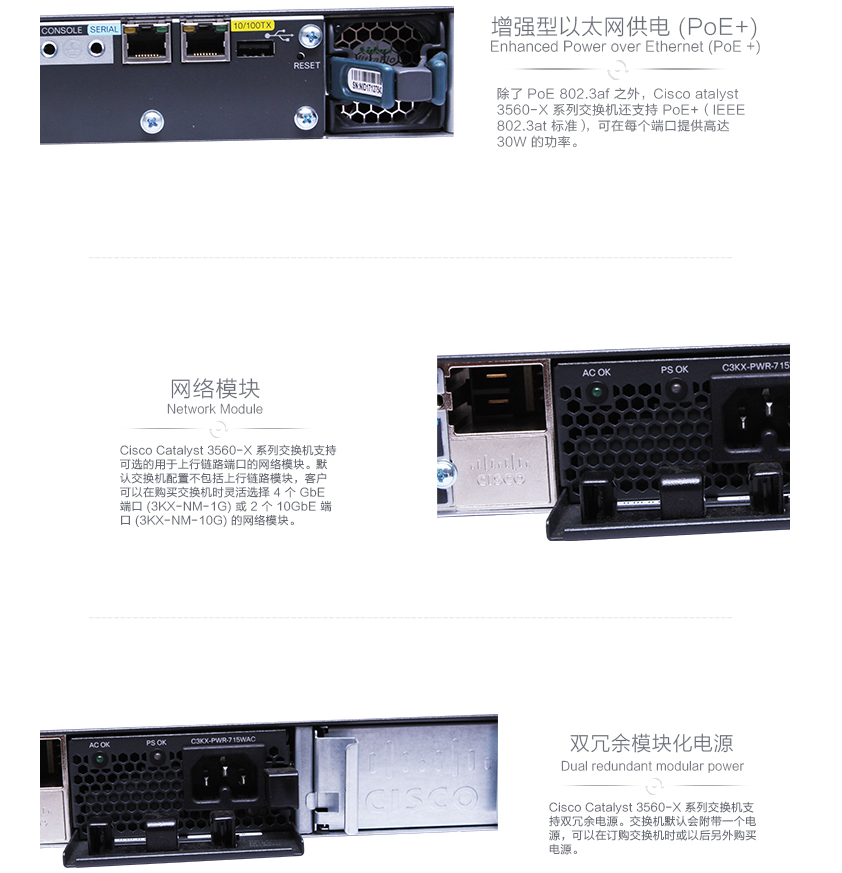 CONSOLE SERIAL
10/100TX
RESET
增强型以太网供电 (PoE+)
Enhanced Power over Ethernet (PoE +)
除了 PoE 802.3af 之外，Cisco atalyst
3560-X 系列交换机还支持 PoE+（ IEEE
802.3at 标准 ），可在每个端口提供高达
30W 的功率。
网络模块
Network Module
Cisco Catalyst 3560-X 系列交换机支持
可选的用于上行链路端口的网络模块。默
认交换机配置不包括上行链路模块，客户
可以在购买交换机时灵活选择 4 个 GbE
端口 (3KX-NM-1G) 或 2 个 10GbE 端
口 (3KX-NM-10G) 的网络模块。
AC OK PS OK C3KX-PWR-715
CISCO
AC OK PS OK C3KX-PWR-715WAC
CISCO
双冗余模块化电源
Dual redundant modular power
Cisco Catalyst 3560-X 系列交换机支
持双冗余电源。交换机默认会附带一个电
源，可以在订购交换机时或以后另外购买
电源。